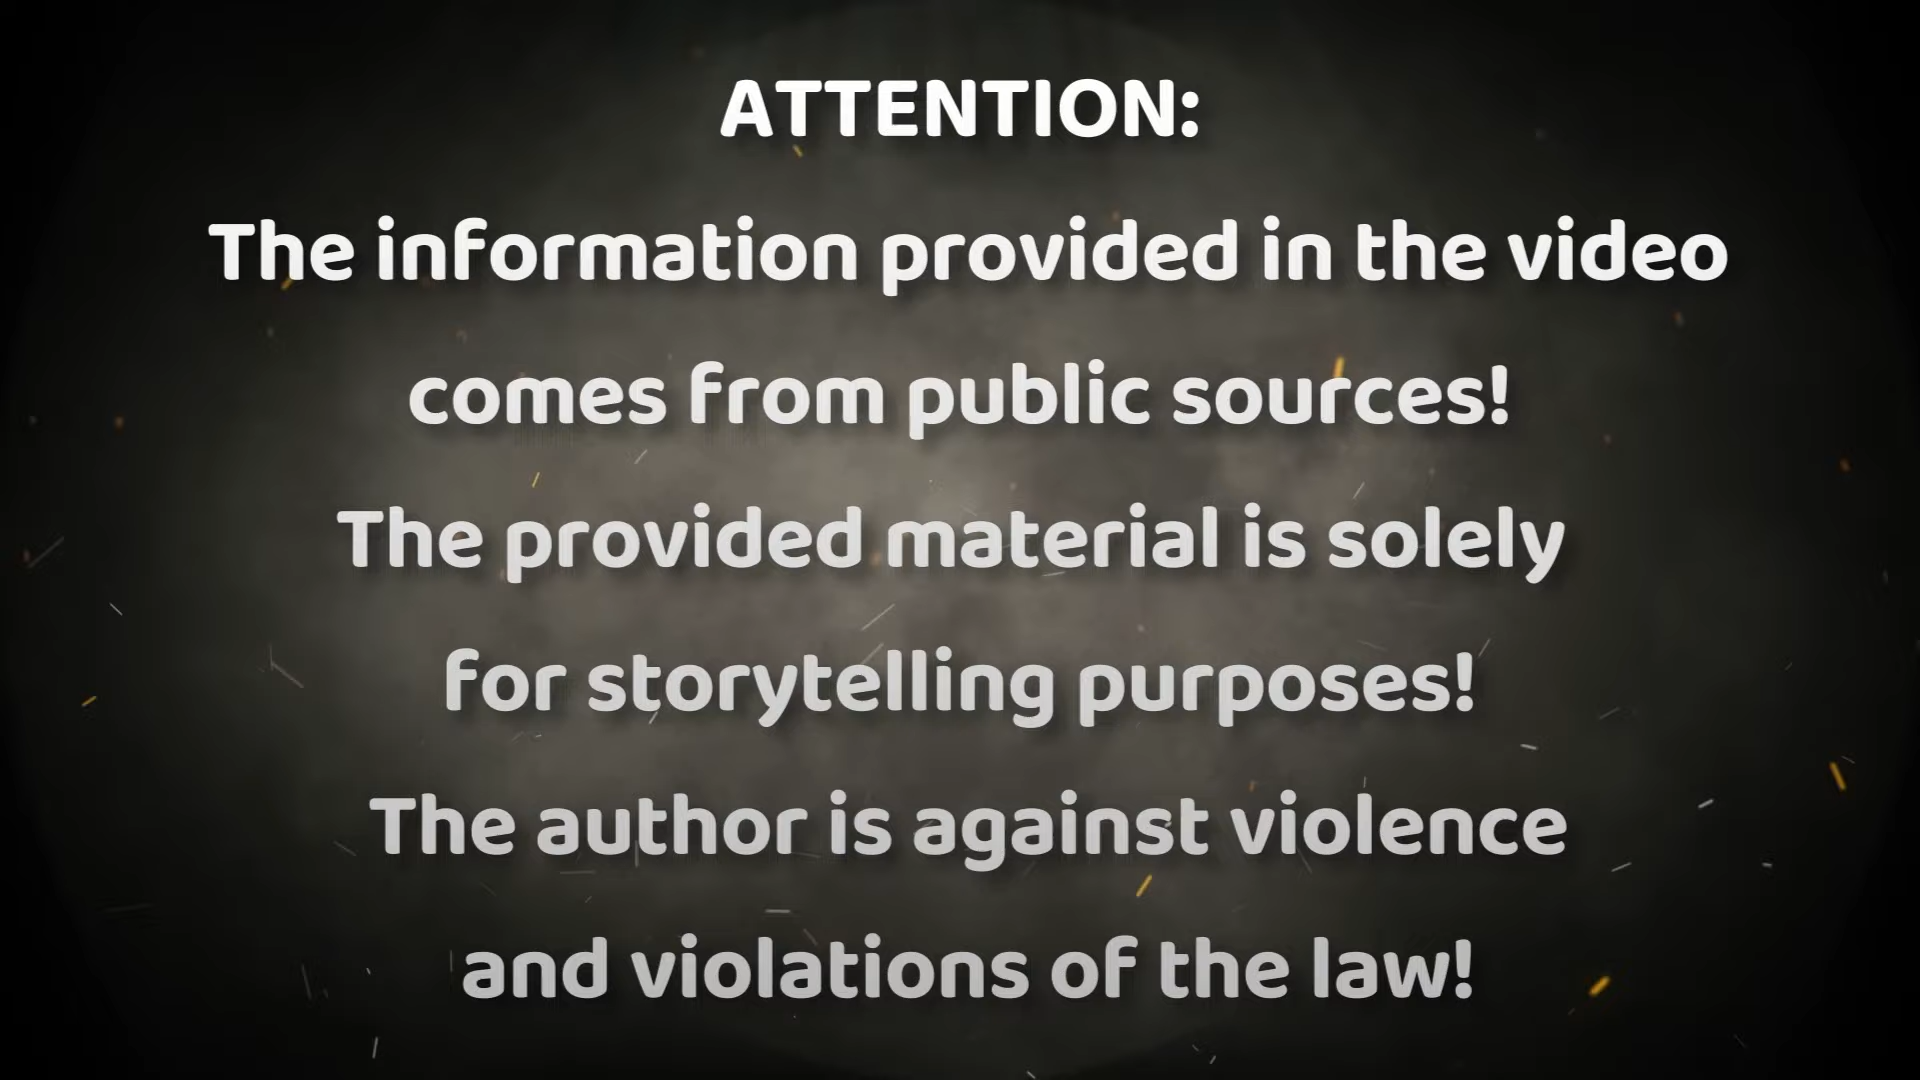 ATTENTION:
The information provided in the video
comes from public sources!
The provided material is solely
for storytelling purposes!
The author is against violence
and violations of the law!